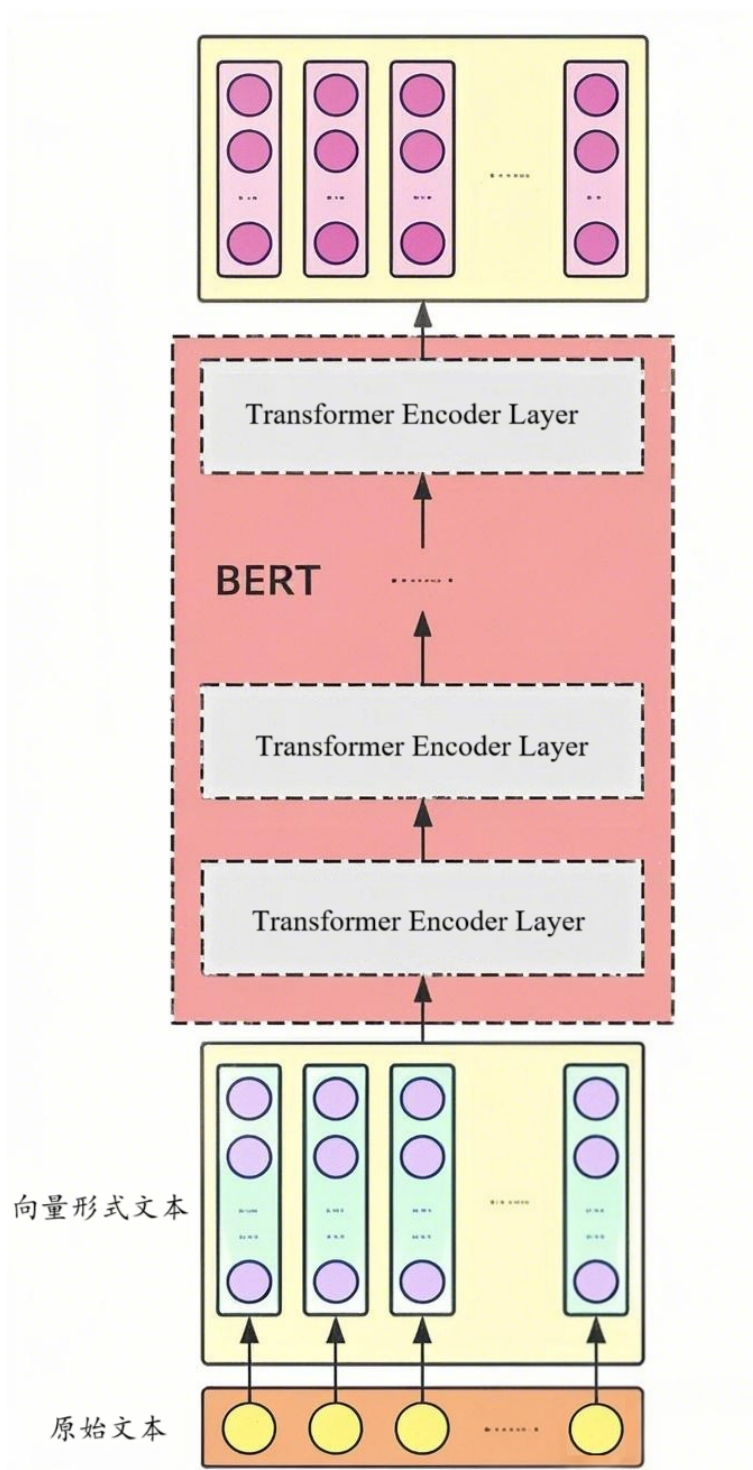 Transformer Encoder Layer
BERT
Transformer Encoder Layer
Transformer Encoder Layer
向量形式文本
原始文本